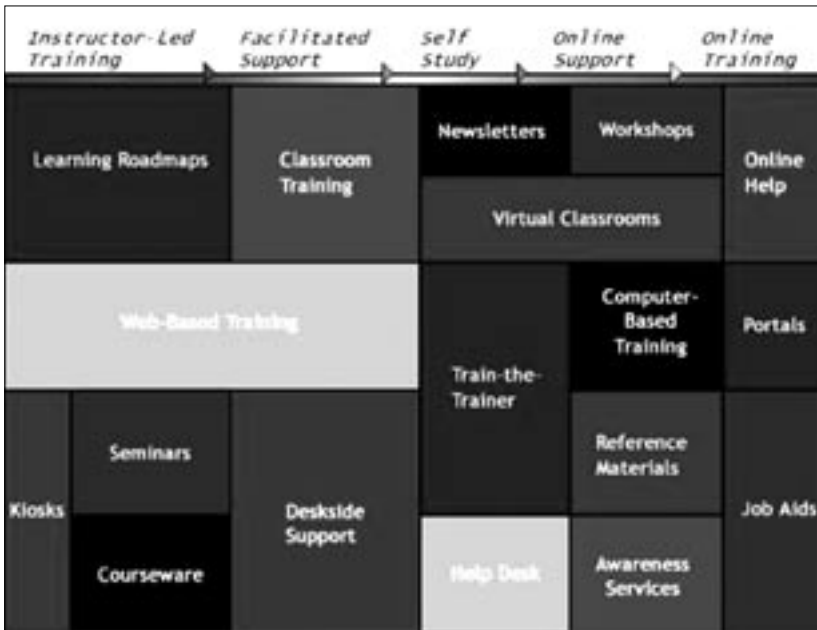 Instructor-Led
Training
Facilitated
Support
Self
Study
Online
Support
Online
Training
Learning Roadmaps
Classroom
Training
Newsletters
Workshops
Online
Help
Virtual Classrooms
Web-Based Training
Train-the-
Trainer
Computer-
Based
Training
Portals
Kiosks
Seminars
Deskside
Support
Reference
Materials
Job Aids
Courseware
Help Desk
Awareness
Services